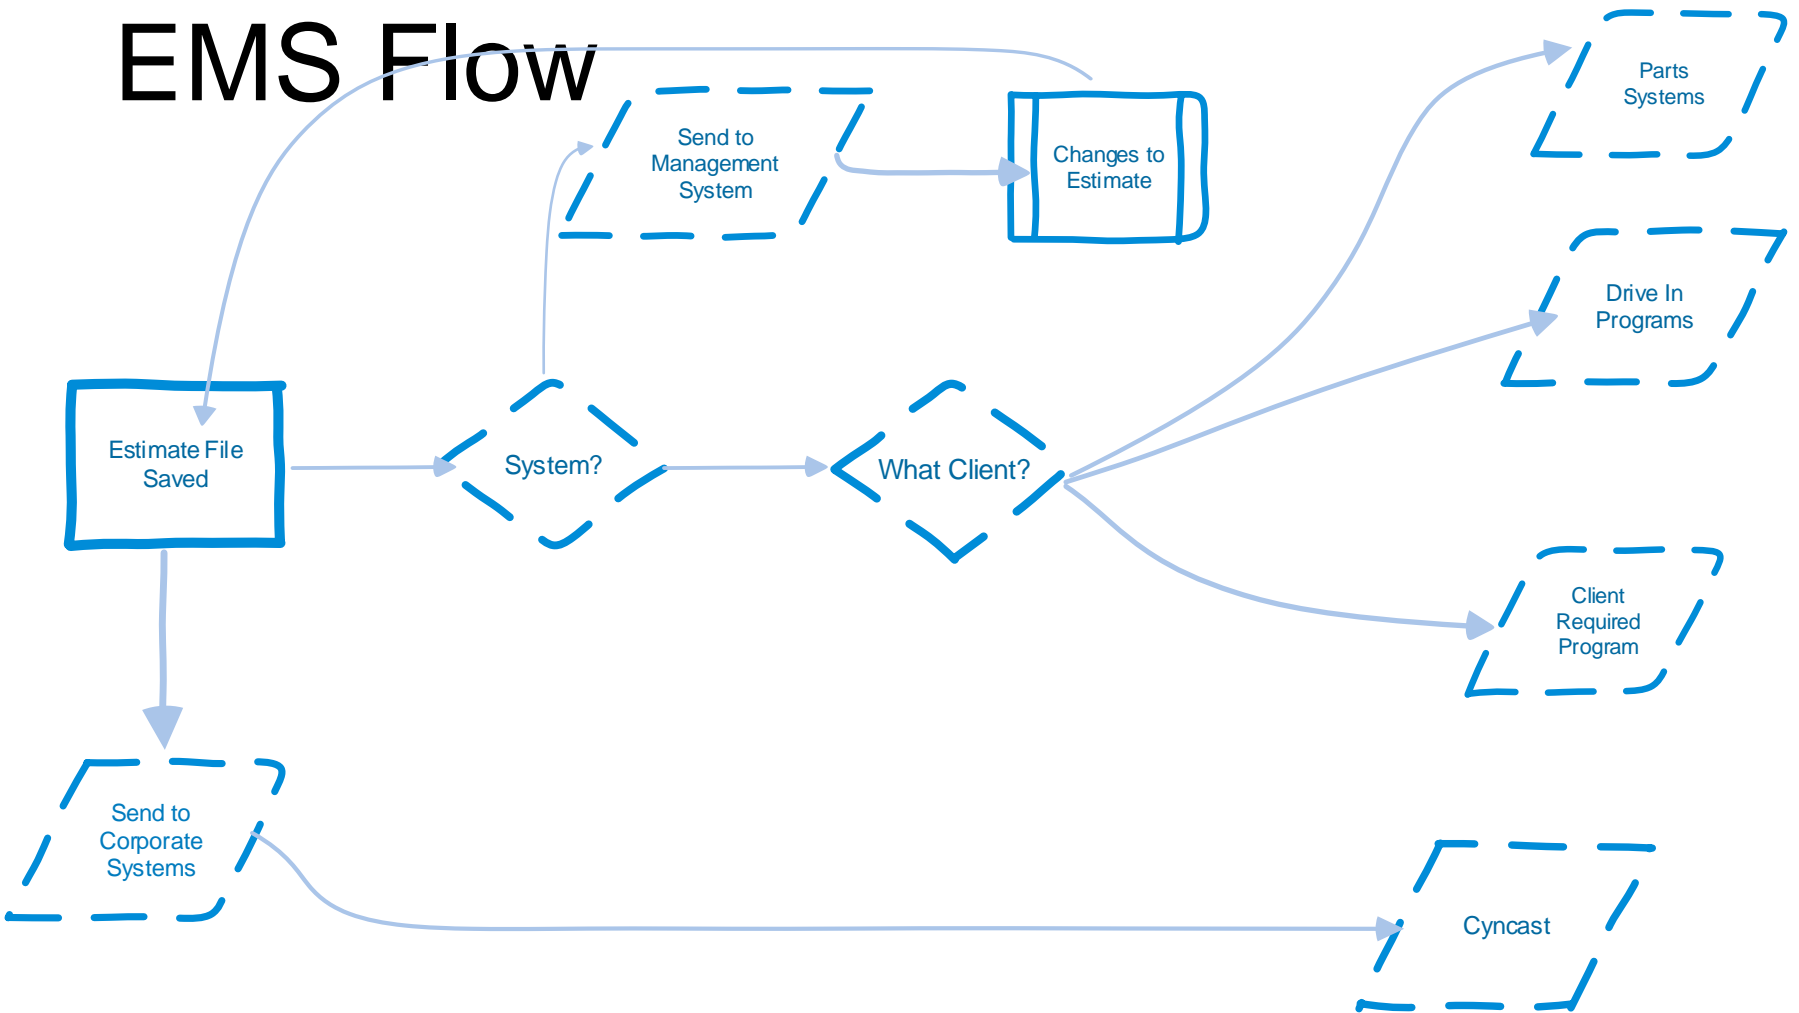 EMS Flow
Parts
Systems
Send to
Management
System
Changes to
Estimate
Drive In
Programs
Estimate File
Saved
System?
What Client?
Client
Required
Program
Send to
Corporate
Systems
Cyncast